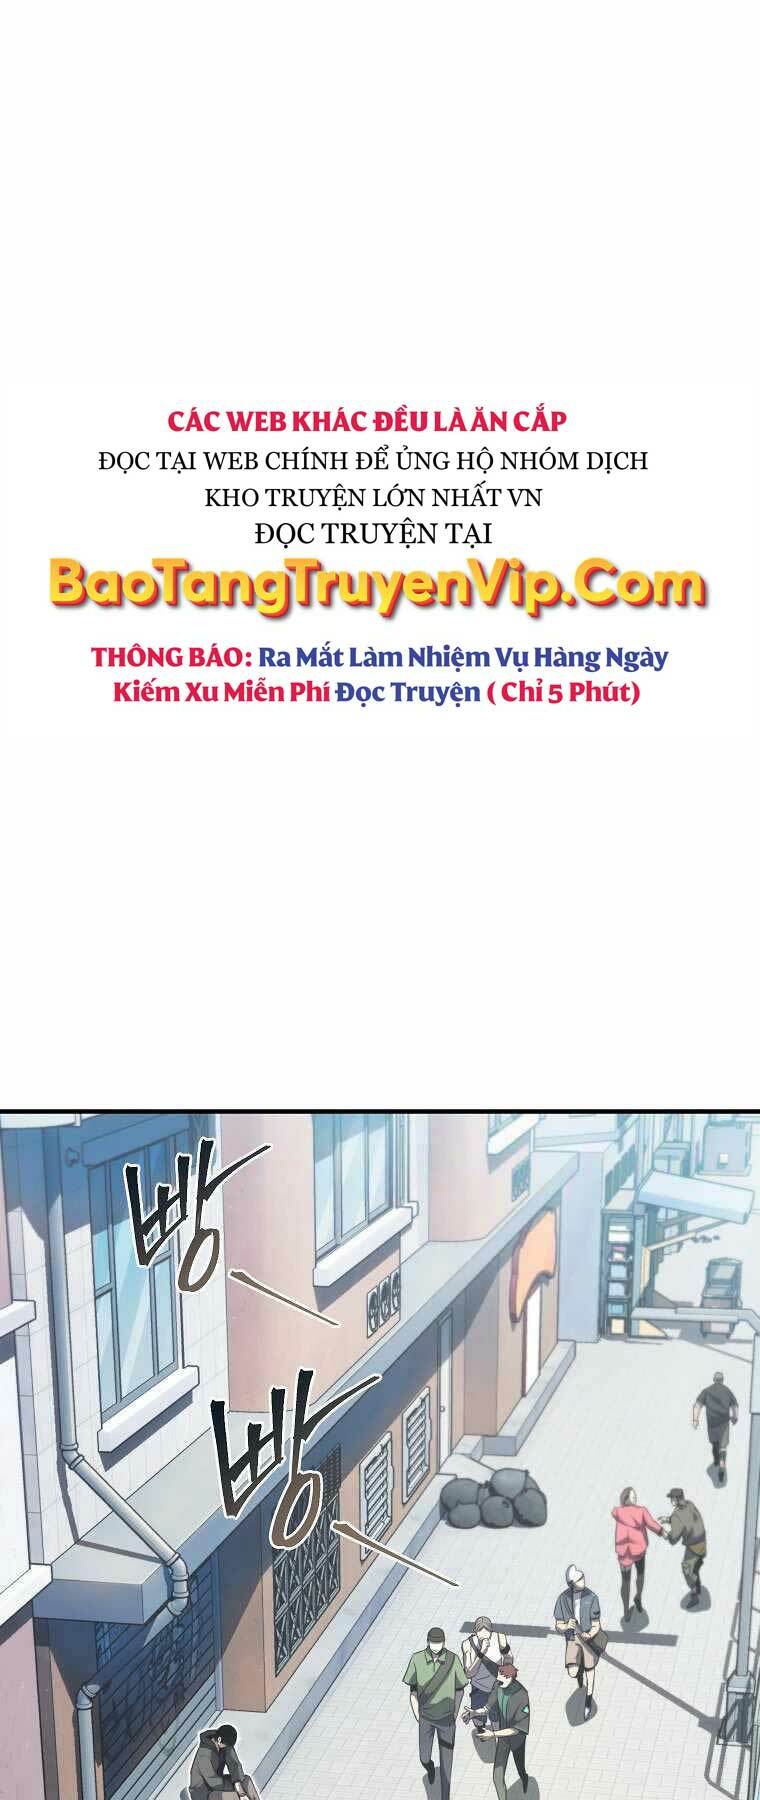 CÁC WEB KHÁC ĐỀU LÀ ĂN CẮP
ĐỌC TẠI WEB CHÍNH ĐỂ ỦNG HỘ NHÓM DỊCH
KHO TRUYỆN LỚN NHẤT VN
ĐỌC TRUYỆN TẠI
BaoTangTruyenVip.Com
THÔNG BÁO: Ra Mắt Làm Nhiệm Vụ Hàng Ngày
Kiếm Xu Miễn Phí Đọc Truyện ( Chỉ 5 Phút)
빵
빵